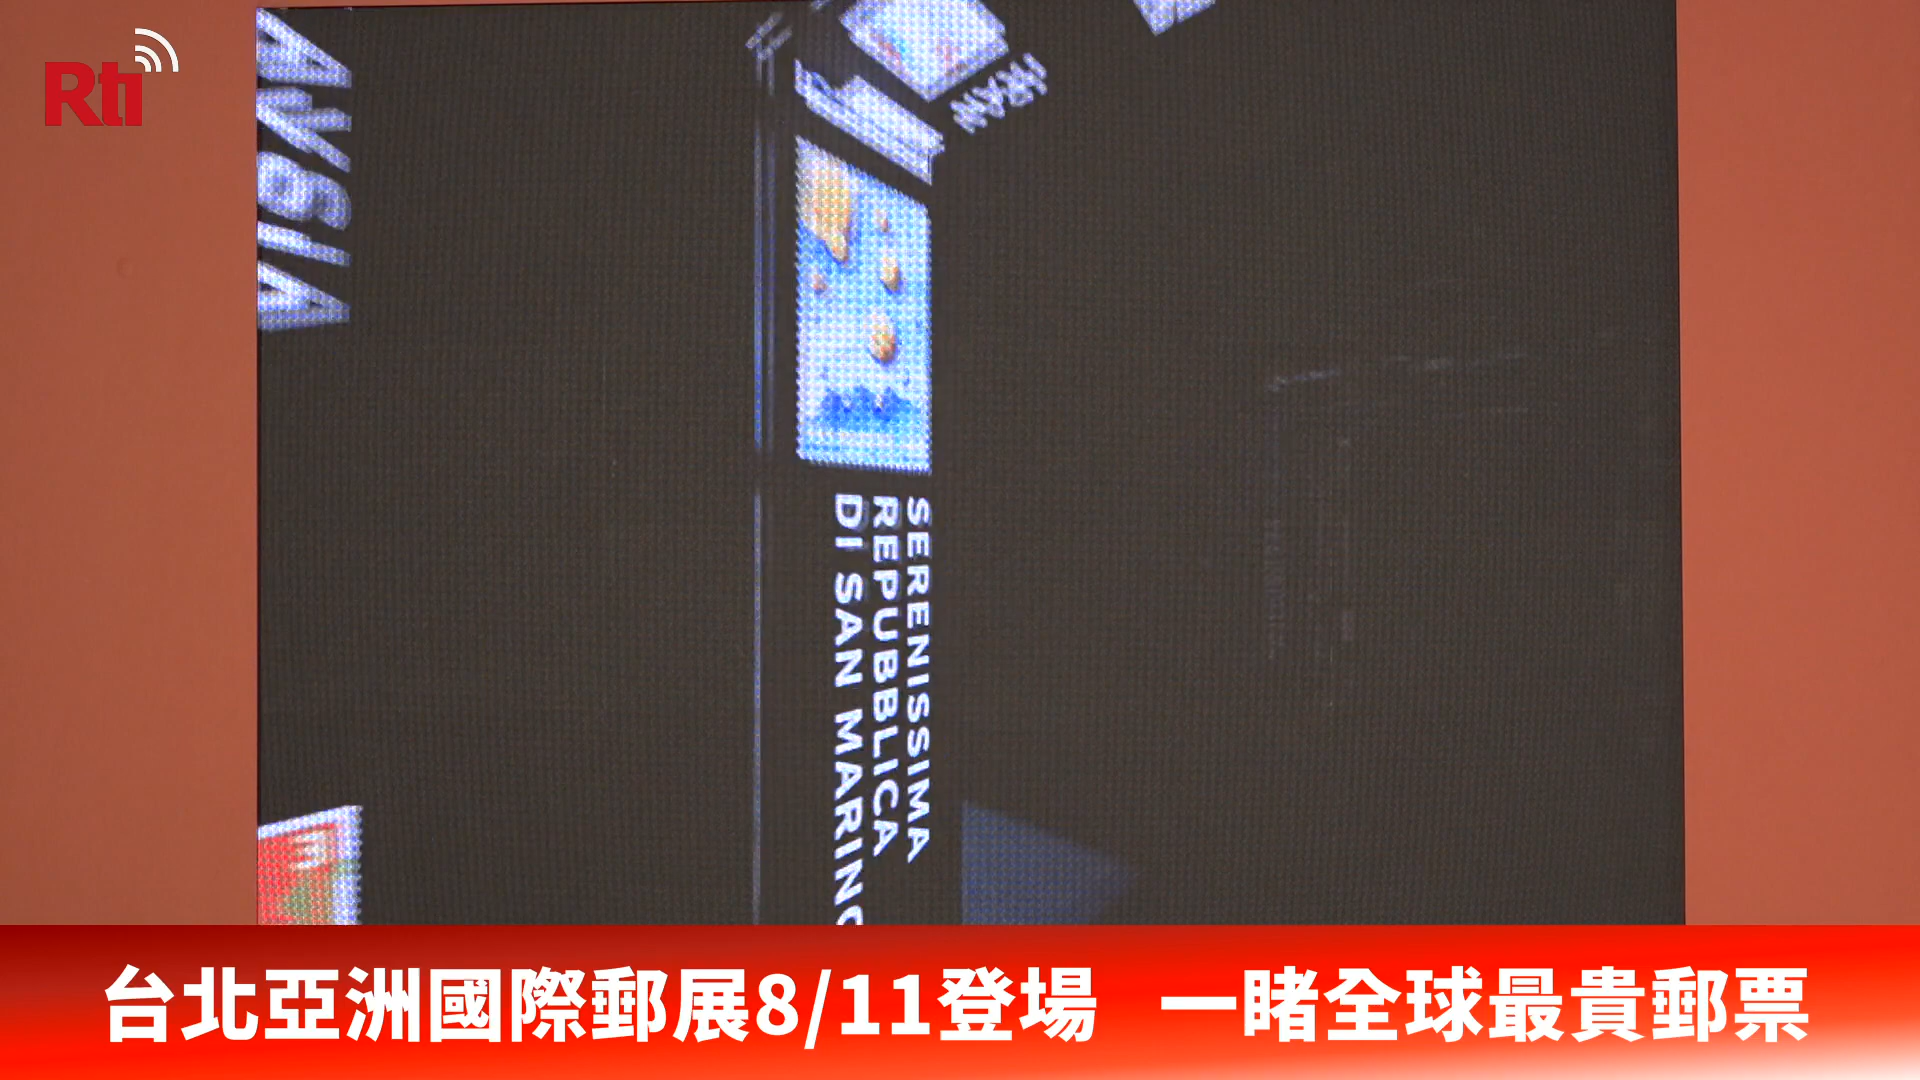 Rti
AYSIA
SERENISSIMA
REPUBBLICA
DI SAN MARINO
台北亞洲國際郵展8/11登場 一睹全球最貴郵票